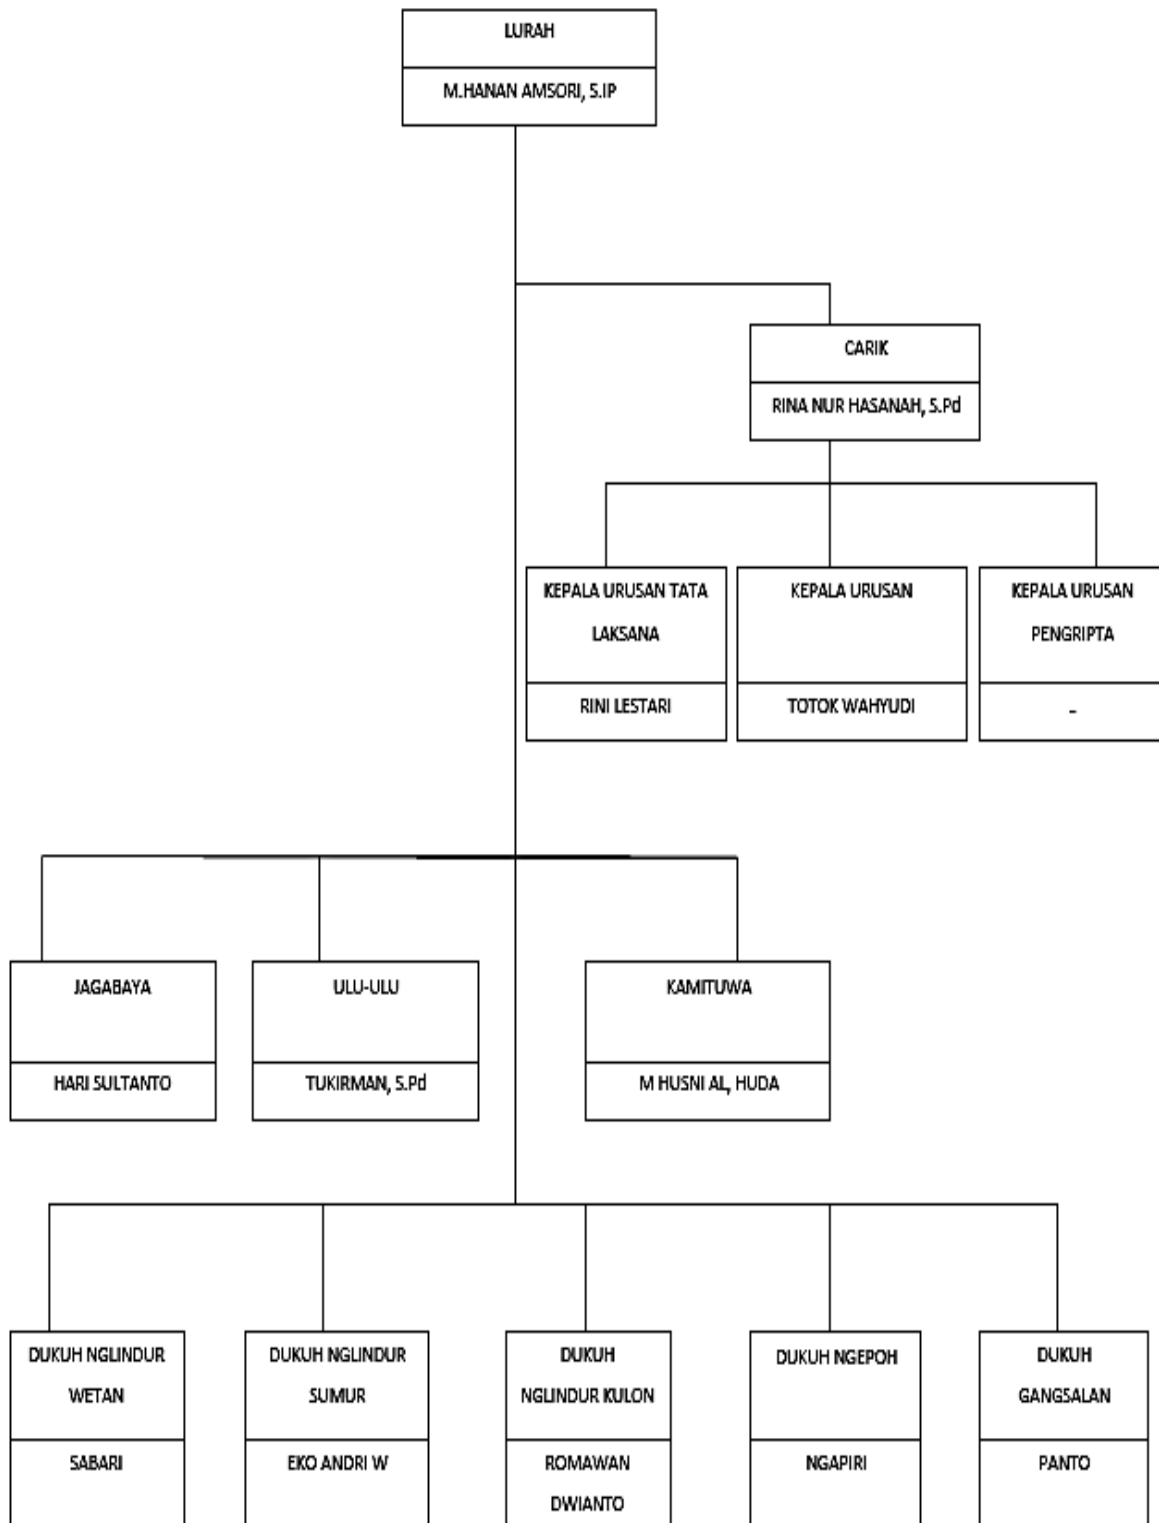 LURAH
M.HANAN AMSORI, S.IP
CARIK
RINA NUR HASANAH, S.Pd
KEPALA URUSAN TATA
LAKSANA
RINI LESTARI
KEPALA URUSAN
TOTOK WAHYUDI
KEPALA URUSAN
PENGRIPTA
-
JAGABAYA
HARI SULTANTO
ULU-ULU
TUKIRMAN, S.Pd
KAMITUWA
M HUSNI AL, HUDA
DUKUH NGLINDUR
WETAN
SABARI
DUKUH NGLINDUR
SUMUR
EKO ANDRI W
DUKUH
NGLINDUR KULON
ROMAWAN
DWIANTO
DUKUH NGEPOH
NGAPIRI
DUKUH
GANGSALAN
PANTO